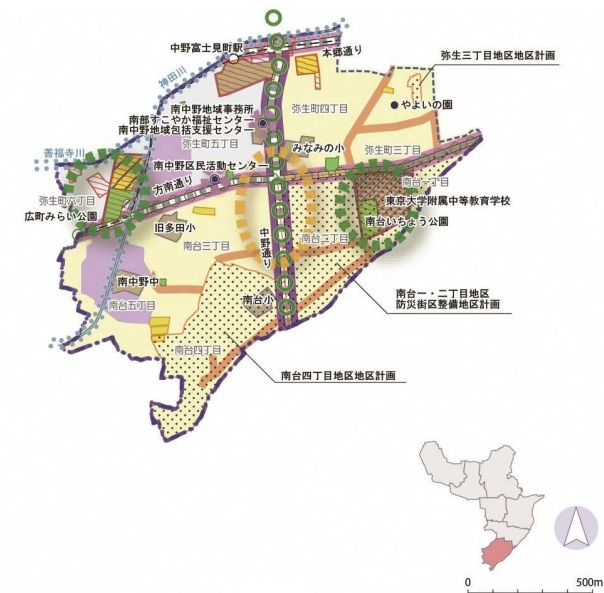 中野富士見町駅
本郷通り
神田川
弥生三丁目地区地区計画
南中野地域事務所
南部すこやか福祉センター
南中野地域包括支援センター
弥生町四丁目
やよいの園
弥生町五丁目
みなみの小
弥生町三丁目
善福寺川
南中野区民活動センター
南台一丁目
弥生町六丁目
方南通り
東京大学附属中等教育学校
広町みらい公園
旧多田小
南台いちょう公園
中野通り
南台三丁目
南台二丁目
南中野中
南台小
南台一・二丁目地区
防災街区整備地区計画
南台五丁目
南台四丁目
南台四丁目地区地区計画
0
500m